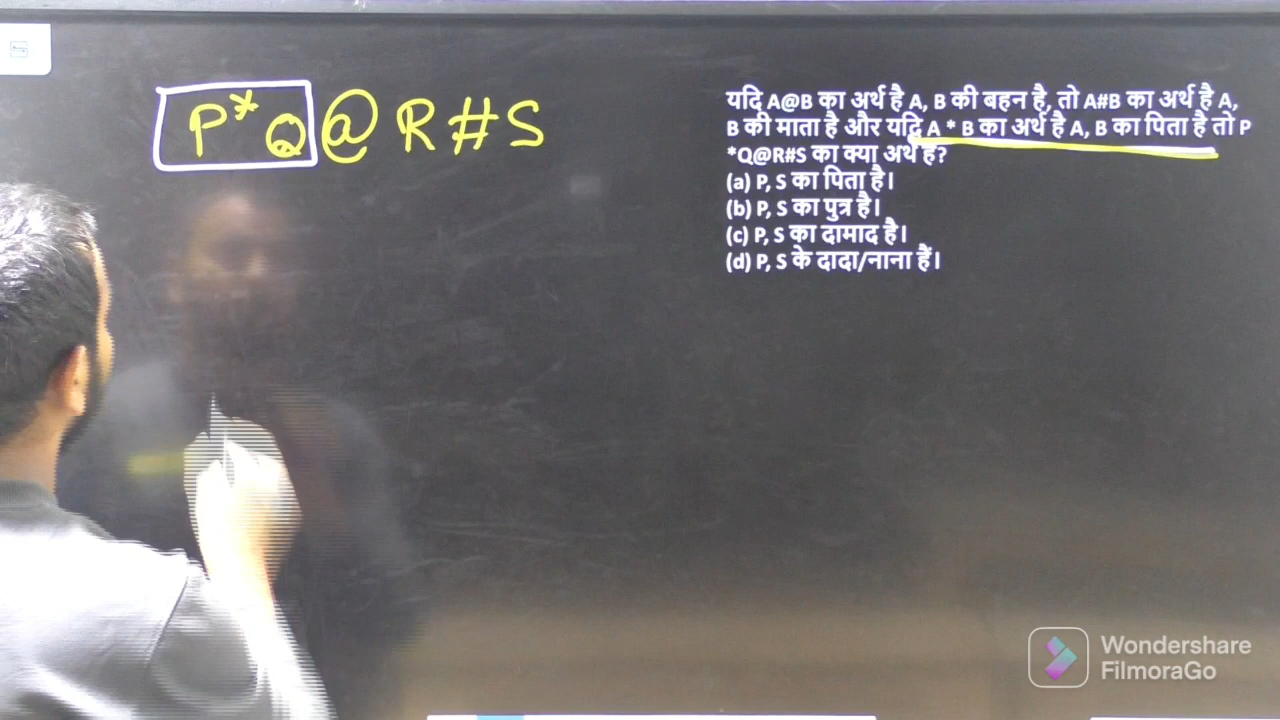 P*Q@R#S
यदि A@B का अर्थ है A, B की बहन है, तो A#B का अर्थ है A,
B की माता है और यदि A * B का अर्थ है A, B का पिता है तो P
*Q@R#S का क्या अर्थ है?
(a) P, S का पिता है।
(b) P, S का पुत्र है।
(c) P, S का दामाद है।
(d) P, S के दादा/नाना हैं।
Wondershare
FilmoraGo